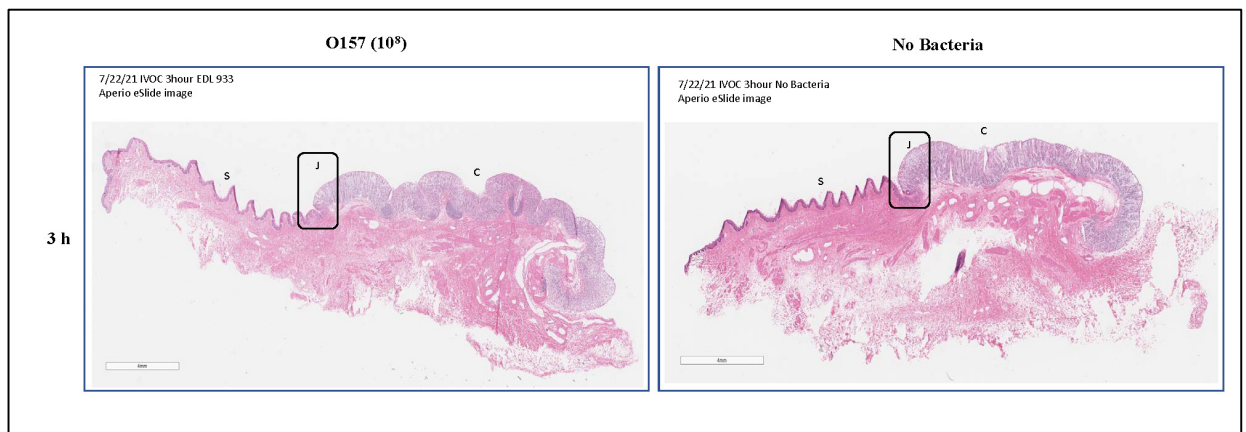 O157 (10⁸)
No Bacteria
7/22/21 IVOC 3hour EDL 933
Aperio eSlide image
S
J
C
4mm
7/22/21 IVOC 3hour No Bacteria
Aperio eSlide image
S
J
C
4mm
3 h